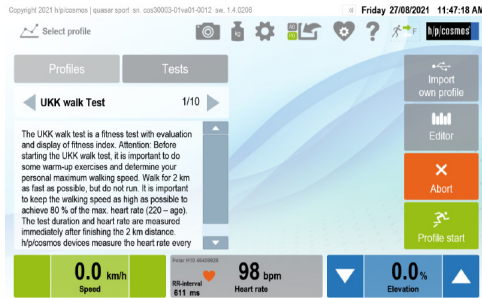 Copyright 2021 h/p/cosmos | quasar sport sn. cos30003-01va01-0012 sw. 1.4.0206
Friday 27/08/2021 11:47:18 AM
Select profile
kg
?
F
h/p/cosmos
Profiles
Tests
UKK walk Test
1/10
The UKK walk test is a fitness test with evaluation
and display of fitness index. Attention: Before
starting the UKK walk test, it is important to do
some warm-up exercises and determine your
personal maximum walking speed. Walk for 2 km
as fast as possible, but do not run. It is important
to keep the walking speed as high as possible to
achieve 80 % of the max. heart rate (220 – age).
The test duration and heart rate are measured
immediately after finishing the 2 km distance.
h/p/cosmos devices measure the heart rate every
Import
own profile
Editor
Abort
Profile start
0.0 km/h
Speed
RR-Interval
611 ms
98 bpm
Heart rate
0.0 %
Elevation